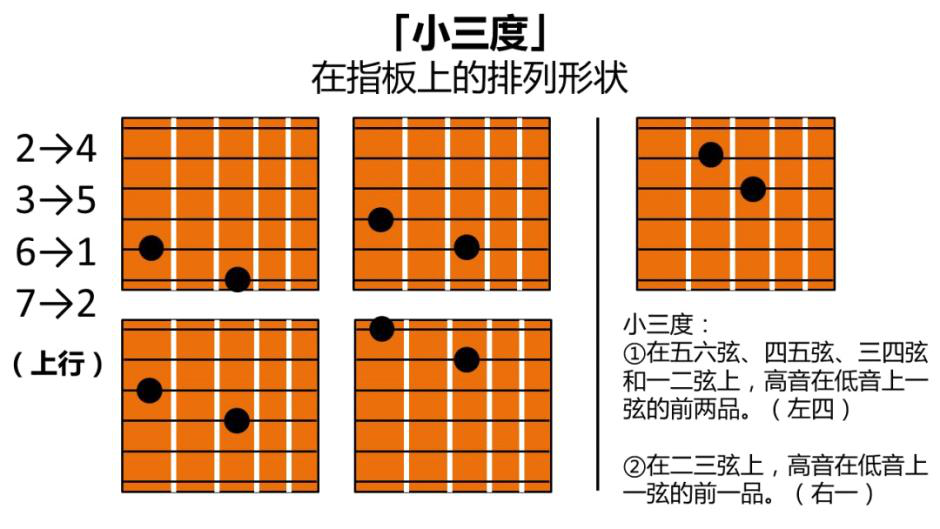 「小三度」
在指板上的排列形状
2→4
3→5
6→1
7→2
（上行）
小三度：
①在五六弦、四五弦、三四弦
和一二弦上，高音在低音上一
弦的前两品。（左四）
②在二三弦上，高音在低音上
一弦的前一品。（右一）